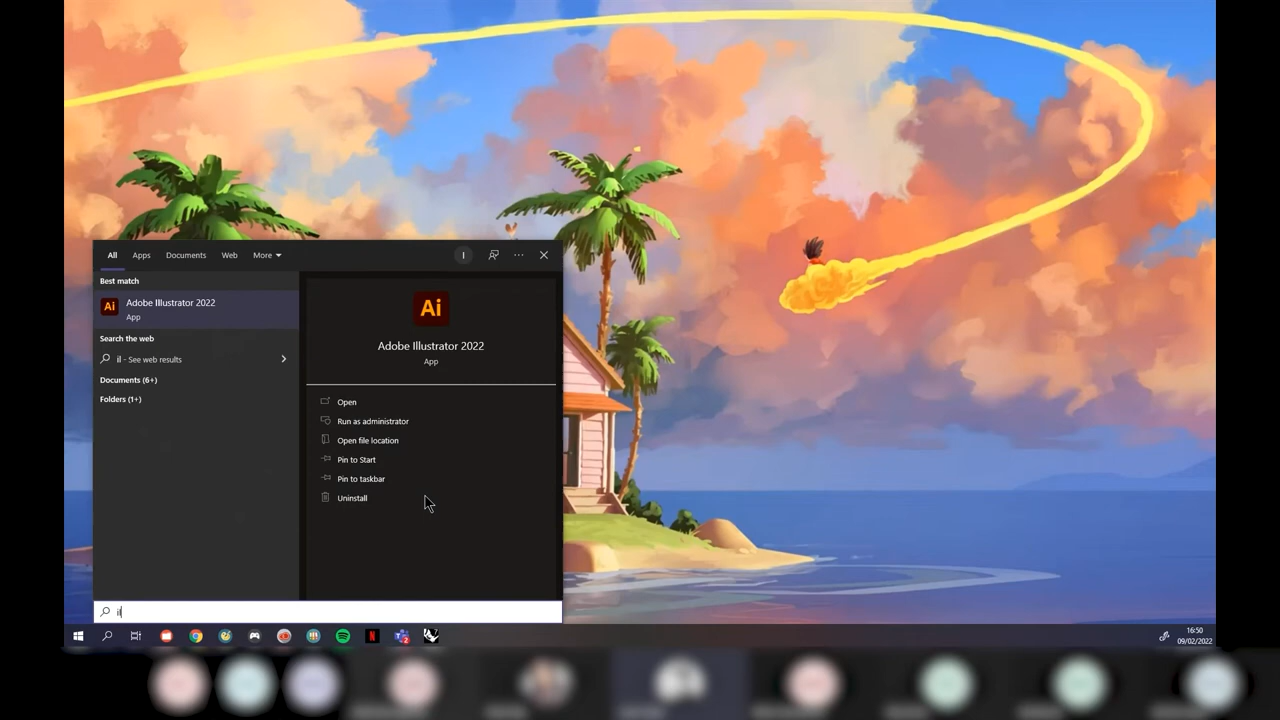 All Apps Documents Web More I
Best match
Ai Adobe Illustrator 2022
App
Search the web
il - See web results
Documents (6+)
Folders (1+)
Ai
Adobe Illustrator 2022
App
Open
Run as administrator
Open file location
Pin to Start
Pin to taskbar
Uninstall
il
N
2
16:50
09/02/2022